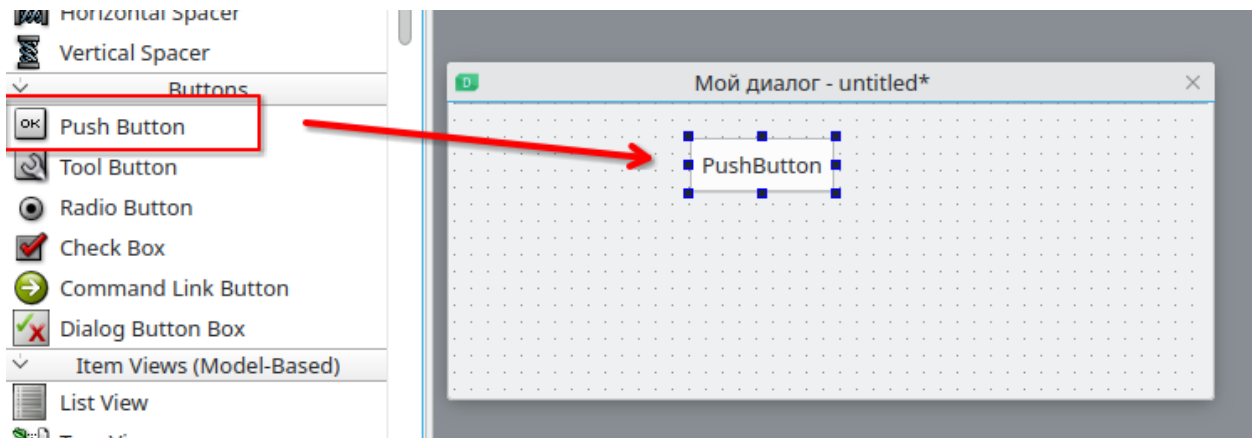 Horizontal Spacer
Vertical Spacer
Buttons
OK Push Button
Tool Button
Radio Button
Check Box
Command Link Button
Dialog Button Box
Item Views (Model-Based)
List View
D Мой диалог - untitled*
PushButton